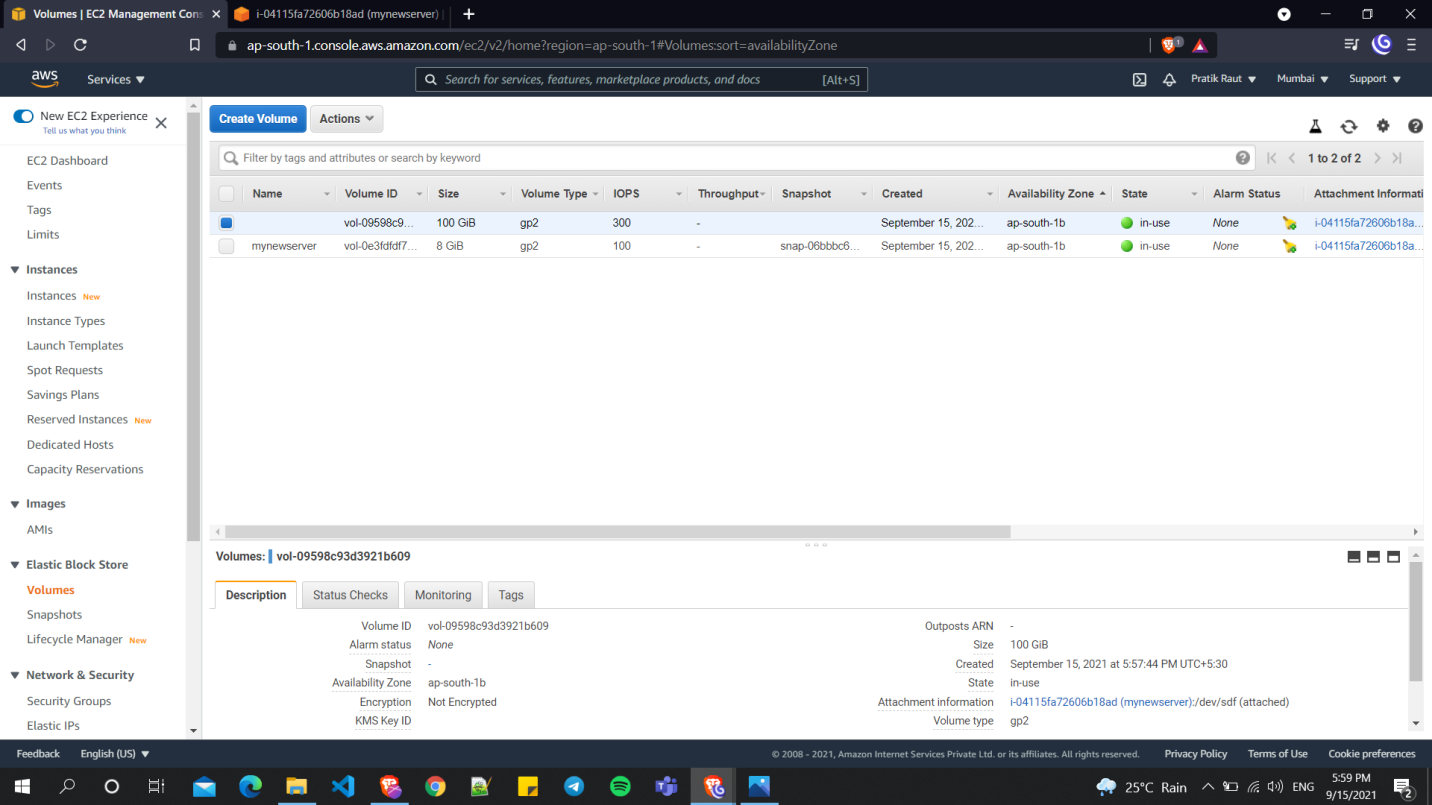 Volumes | EC2 Management Cons
i-04115fa72606b18ad (mynewserver)
ap-south-1.console.aws.amazon.com/ec2/v2/home?region=ap-south-1#Volumes:sort=availabilityZone
1
aws
Services
Search for services, features, marketplace products, and docs
[Alt+S]
Pratik Raut
Mumbai
Support
New EC2 Experience
Tell us what you think
EC2 Dashboard
Events
Tags
Limits
Instances
Instances New
Instance Types
Launch Templates
Spot Requests
Savings Plans
Reserved Instances New
Dedicated Hosts
Capacity Reservations
Images
AMIs
Elastic Block Store
Volumes
Snapshots
Lifecycle Manager New
Network & Security
Security Groups
Elastic IPs
Create Volume
Actions
Filter by tags and attributes or search by keyword
1 to 2 of 2
Name Volume ID Size Volume Type IOPS Throughput Snapshot Created Availability Zone State Alarm Status Attachment Informati
vol-09598c9... 100 GiB gp2 300 - September 15, 202... ap-south-1b in-use None i-04115fa72606b18a...
mynewserver vol-0e3fdfdf7... 8 GiB gp2 100 - snap-06bbbc6... September 15, 202... ap-south-1b in-use None i-04115fa72606b18a...
Volumes: vol-09598c93d3921b609
Description
Status Checks
Monitoring
Tags
Volume ID vol-09598c93d3921b609
Alarm status None
Snapshot -
Availability Zone ap-south-1b
Encryption Not Encrypted
KMS Key ID
Outposts ARN -
Size 100 GiB
Created September 15, 2021 at 5:57:44 PM UTC+5:30
State in-use
Attachment information i-04115fa72606b18ad (mynewserver):/dev/sdf (attached)
Volume type gp2
Feedback
English (US)
© 2008 - 2021, Amazon Internet Services Private Ltd. or its affiliates. All rights reserved.
Privacy Policy
Terms of Use
Cookie preferences
25°C Rain
ENG
5:59 PM
9/15/2021
2